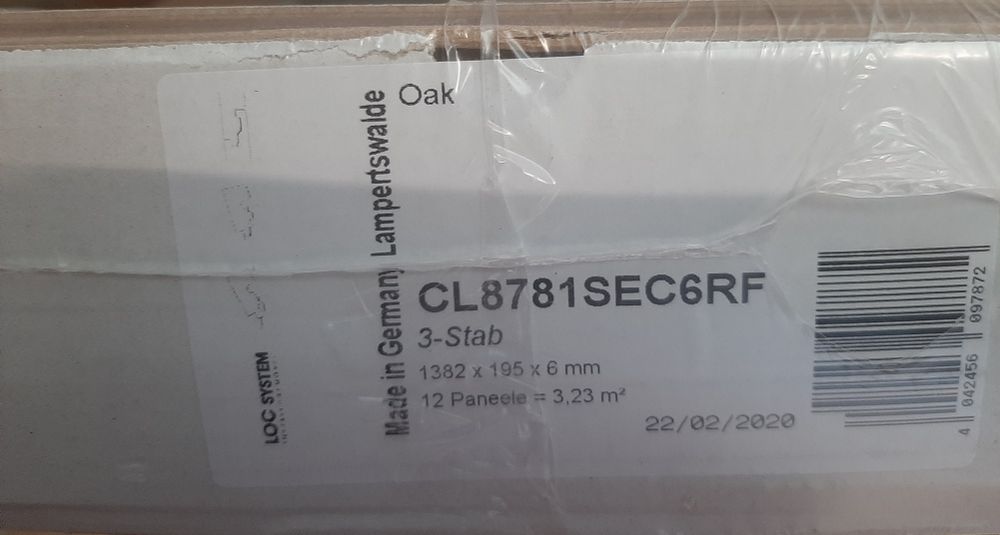 Oak
Made in Germany Lampertswalde
CL8781SEC6RF
3-Stab
1382 x 195 x 6 mm
12 Paneele = 3,23 m²
22/02/2020
LOC SYSTEM
4 042456 097872